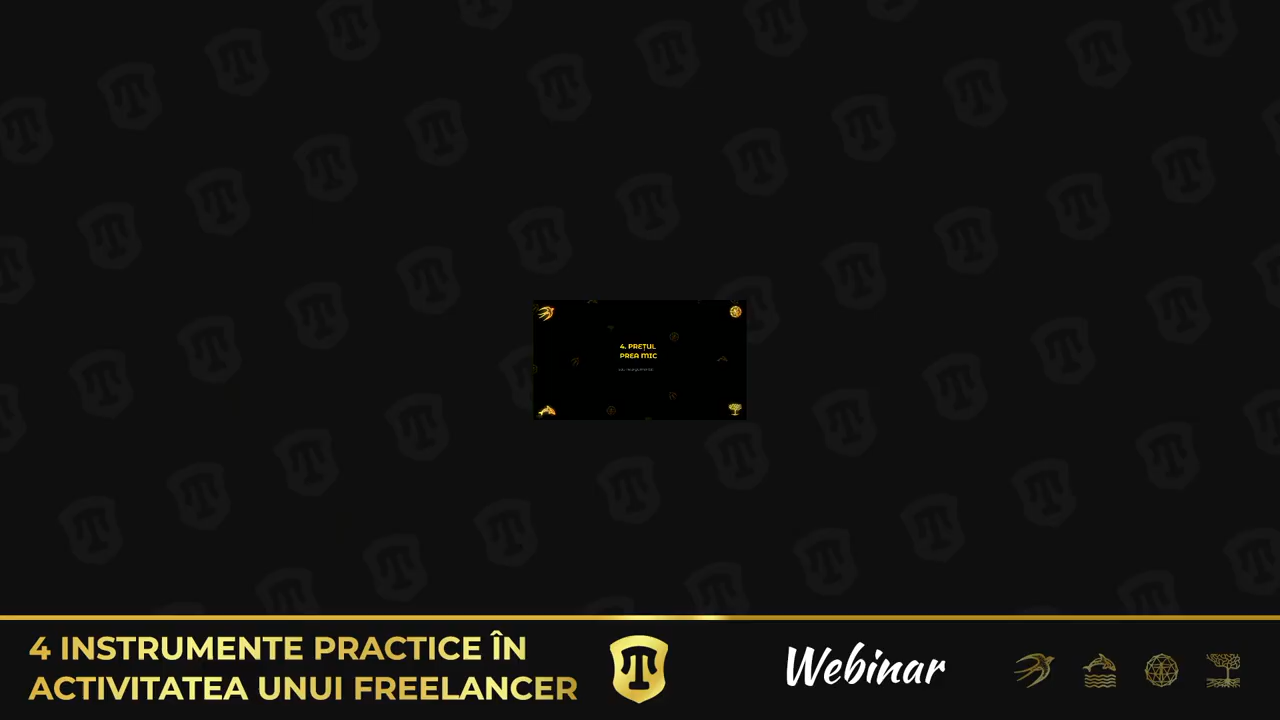 4. PREȚUL
PREA MIC
4 INSTRUMENTE PRACTICE ÎN
ACTIVITATEA UNUI FREELANCER
T
Webinar